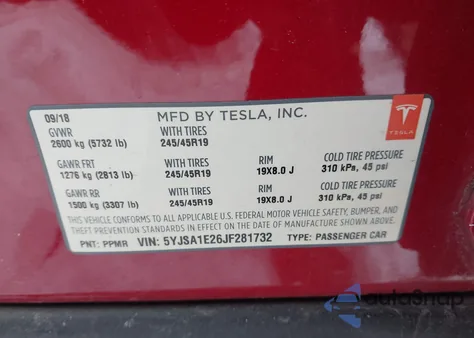 09/18 MFD BY TESLA, INC.
GVWR WITH TIRES
2600 kg (5732 lb) 245/45R19
GAWR FRT WITH TIRES RIM COLD TIRE PRESSURE
1276 kg (2813 lb) 245/45R19 19X8.0 J 310 kPa, 45 psi
GAWR RR WITH TIRES RIM COLD TIRE PRESSURE
1500 kg (3307 lb) 245/45R19 19X8.0 J 310 kPa, 45 psi
THIS VEHICLE CONFORMS TO ALL APPLICABLE U.S. FEDERAL MOTOR VEHICLE SAFETY, BUMPER, AND
THEFT PREVENTION STANDARDS IN EFFECT ON THE DATE OF MANUFACTURE SHOWN ABOVE.
PNT: PPMR VIN: 5YJSA1E26JF281732 TYPE: PASSENGER CAR
TESLA
autoSnap